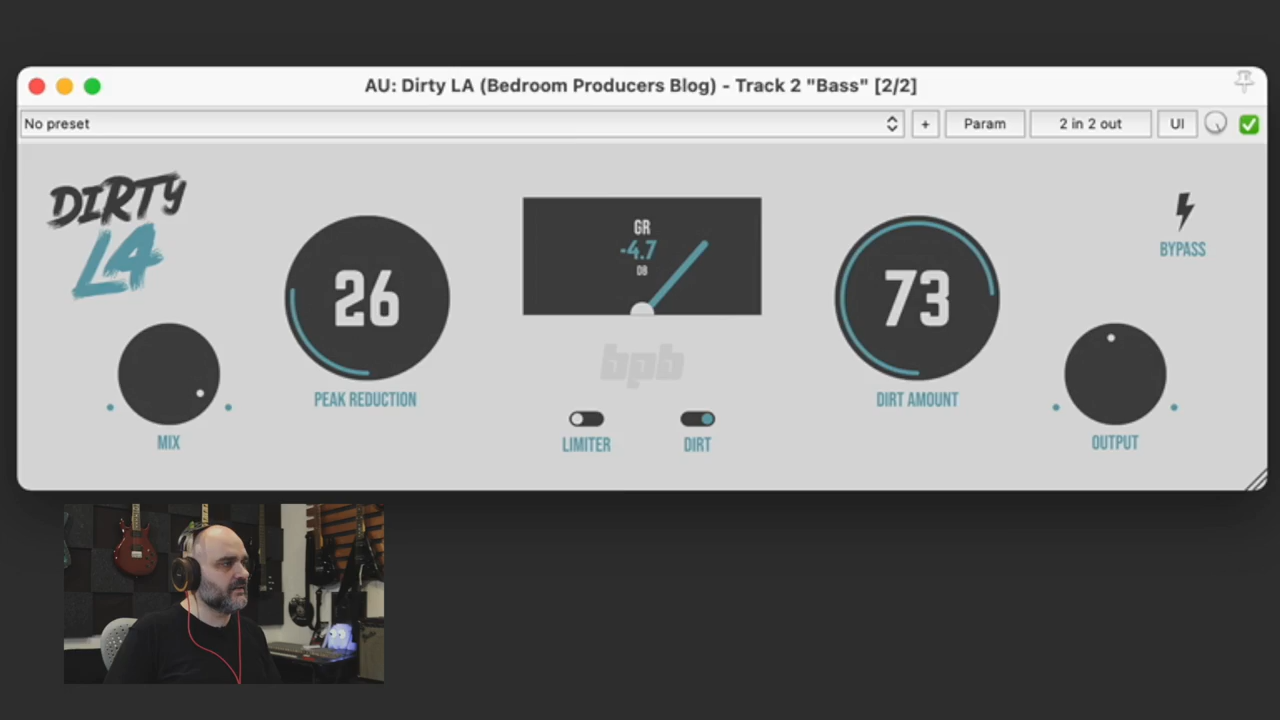 AU: Dirty LA (Bedroom Producers Blog) - Track 2 "Bass" [2/2]
No preset
+
Param
2 in 2 out
UI
DIRTY
LA
GR
-4.7
DB
BYPASS
26
73
bpb
PEAK REDUCTION
DIRT AMOUNT
MIX
LIMITER
DIRT
OUTPUT